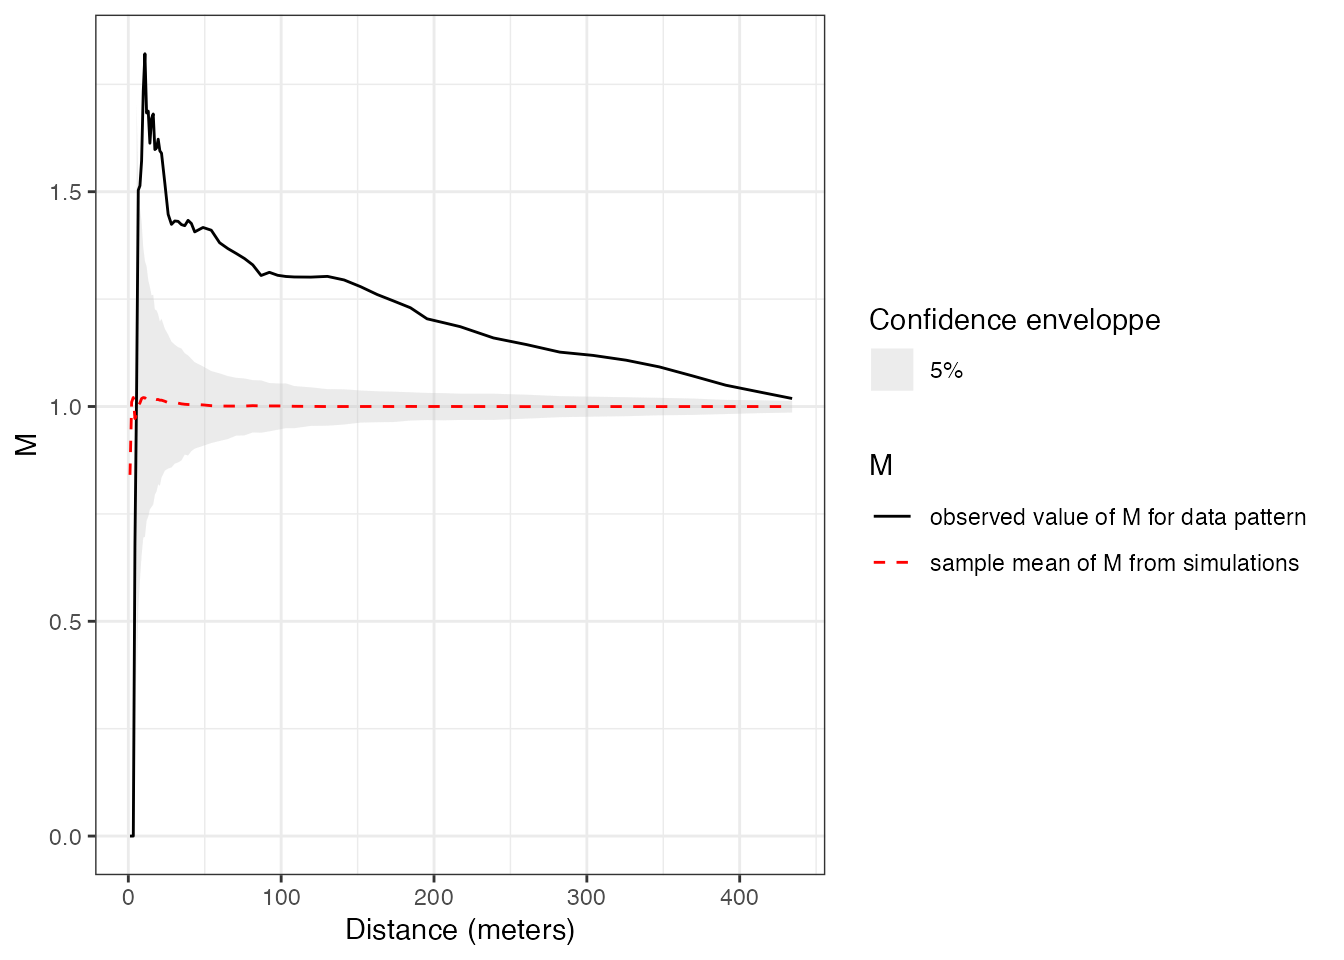 1.5
1.0
0.5
0.0
M
0
100
200
300
400
Distance (meters)
Confidence enveloppe
5%
M
observed value of M for data pattern
sample mean of M from simulations